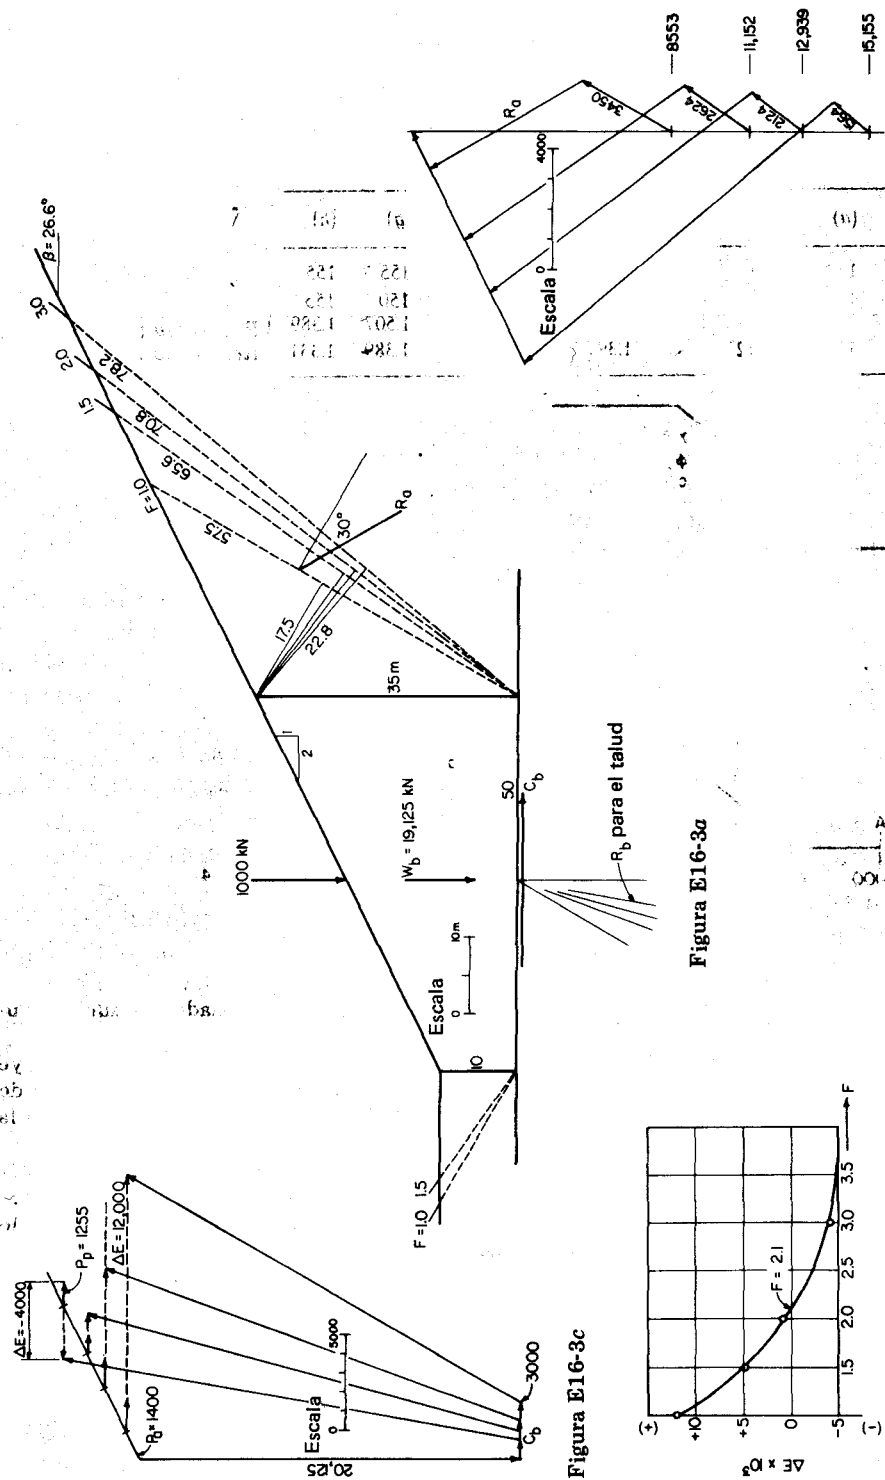 β = 26.6°
3.0
2.0
1.5
F = 1.0
78.2
70.8
65.6
57.5
30°
Ra
17.5
22.8
35m
1
2
1000 kN
Wb = 19,125 kN
50
Cb
Rb para el talud
Escala
0
10m
10
F = 1.0
1.5
Figura E16-3a
Ra
3450
2624
2124
1564
8553
11,152
12,939
15,155
Escala
0
4000
ΔE = -4000
Pp = 1255
ΔE = 12,000
Pa = 1400
20,125
Escala
0
5000
3000
Cb
Figura E16-3c
(+)
+10
+5
0
-5
(-)
ΔE × 10³
F = 2.1
1.5
2.0
2.5
3.0
3.5
F